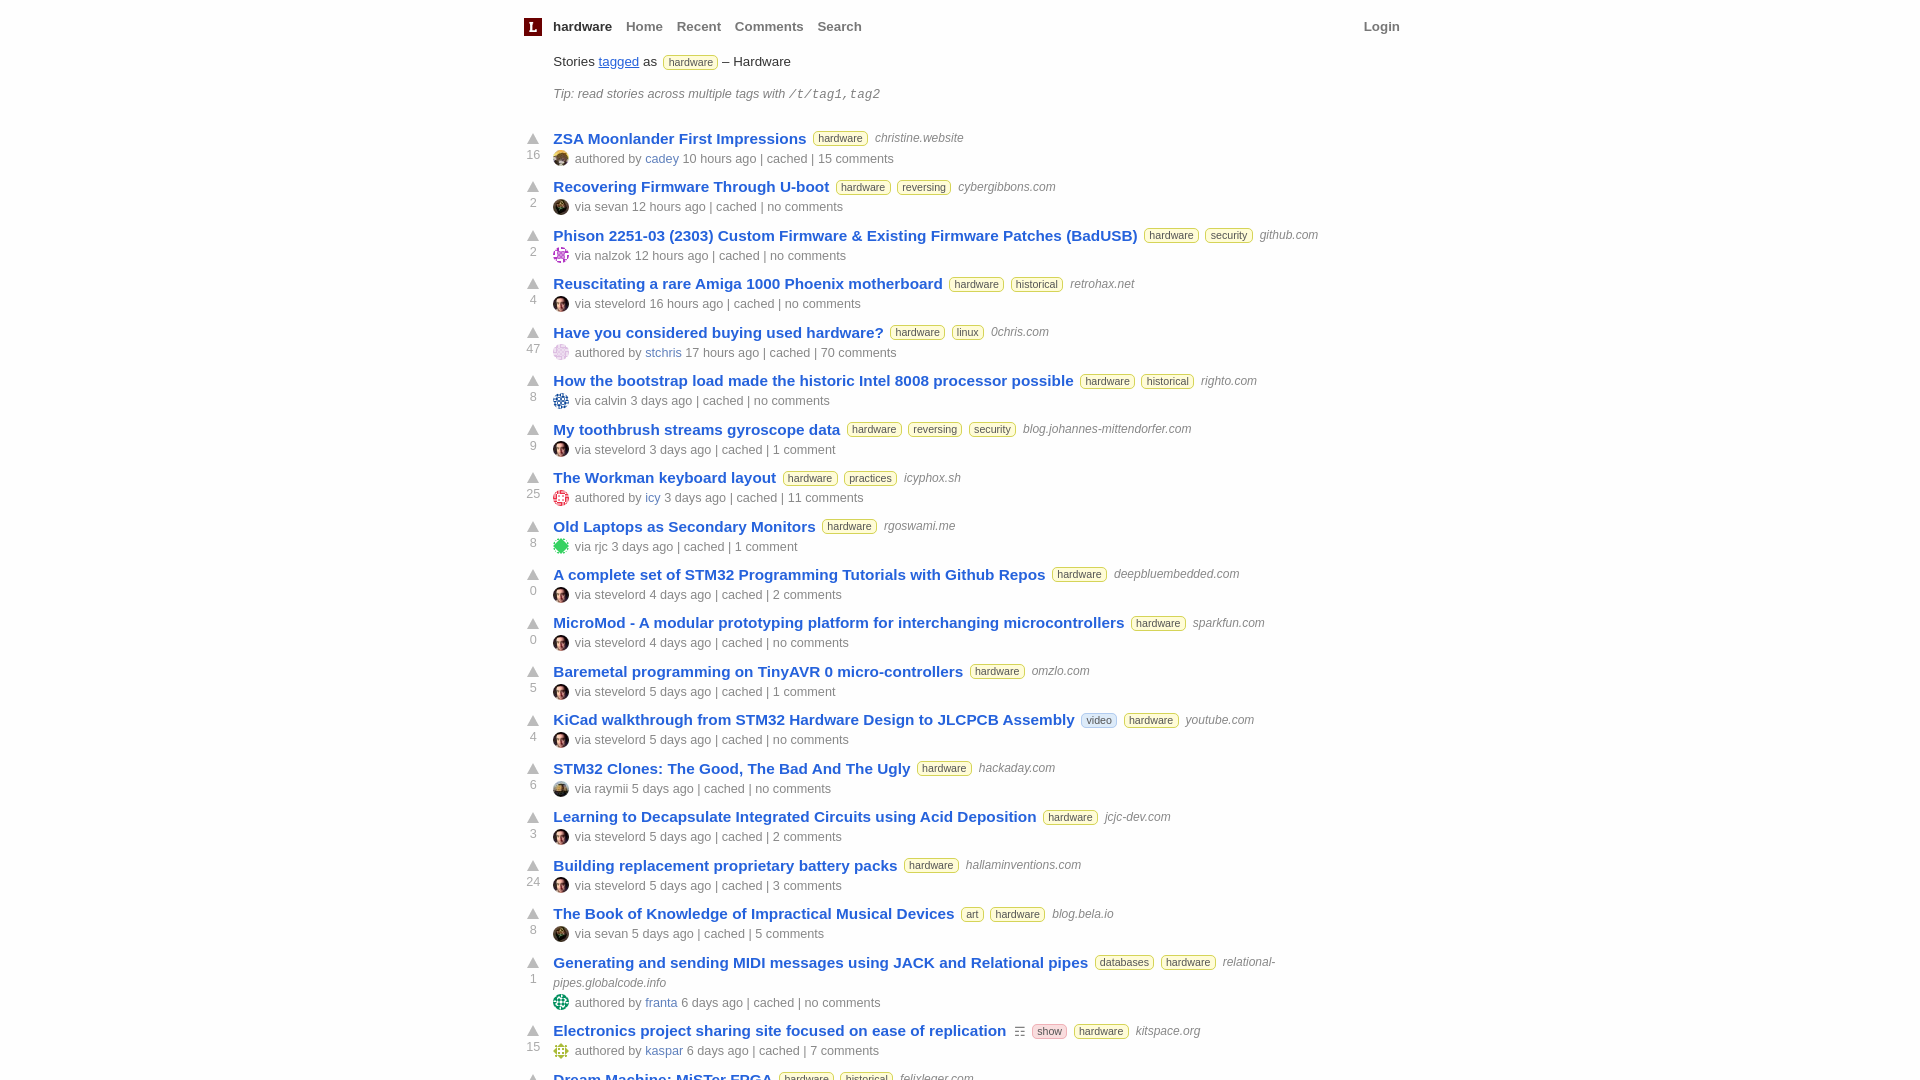 L hardware Home Recent Comments Search Login
Stories tagged as hardware – Hardware
Tip: read stories across multiple tags with /t/tag1,tag2
ZSA Moonlander First Impressions hardware christine.website
16 authored by cadey 10 hours ago | cached | 15 comments
Recovering Firmware Through U-boot hardware reversing cybergibbons.com
2 via sevan 12 hours ago | cached | no comments
Phison 2251-03 (2303) Custom Firmware & Existing Firmware Patches (BadUSB) hardware security github.com
2 via nalzok 12 hours ago | cached | no comments
Reuscitating a rare Amiga 1000 Phoenix motherboard hardware historical retrohax.net
4 via stevelord 16 hours ago | cached | no comments
Have you considered buying used hardware? hardware linux 0chris.com
47 authored by stchris 17 hours ago | cached | 70 comments
How the bootstrap load made the historic Intel 8008 processor possible hardware historical righto.com
8 via calvin 3 days ago | cached | no comments
My toothbrush streams gyroscope data hardware reversing security blog.johannes-mittendorfer.com
9 via stevelord 3 days ago | cached | 1 comment
The Workman keyboard layout hardware practices icyphox.sh
25 authored by icy 3 days ago | cached | 11 comments
Old Laptops as Secondary Monitors hardware rgoswami.me
8 via rjc 3 days ago | cached | 1 comment
A complete set of STM32 Programming Tutorials with Github Repos hardware deepbluembedded.com
0 via stevelord 4 days ago | cached | 2 comments
MicroMod - A modular prototyping platform for interchanging microcontrollers hardware sparkfun.com
0 via stevelord 4 days ago | cached | no comments
Baremetal programming on TinyAVR 0 micro-controllers hardware omzlo.com
5 via stevelord 5 days ago | cached | 1 comment
KiCad walkthrough from STM32 Hardware Design to JLCPCB Assembly video hardware youtube.com
4 via stevelord 5 days ago | cached | no comments
STM32 Clones: The Good, The Bad And The Ugly hardware hackaday.com
6 via raymii 5 days ago | cached | no comments
Learning to Decapsulate Integrated Circuits using Acid Deposition hardware jcjc-dev.com
3 via stevelord 5 days ago | cached | 2 comments
Building replacement proprietary battery packs hardware hallaminventions.com
24 via stevelord 5 days ago | cached | 3 comments
The Book of Knowledge of Impractical Musical Devices art hardware blog.bela.io
8 via sevan 5 days ago | cached | 5 comments
Generating and sending MIDI messages using JACK and Relational pipes databases hardware relational-
1 pipes.globalcode.info
authored by franta 6 days ago | cached | no comments
Electronics project sharing site focused on ease of replication ☶ show hardware kitspace.org
15 authored by kaspar 6 days ago | cached | 7 comments
Dream Machine: MiSTer FPGA hardware historical felixleger.com